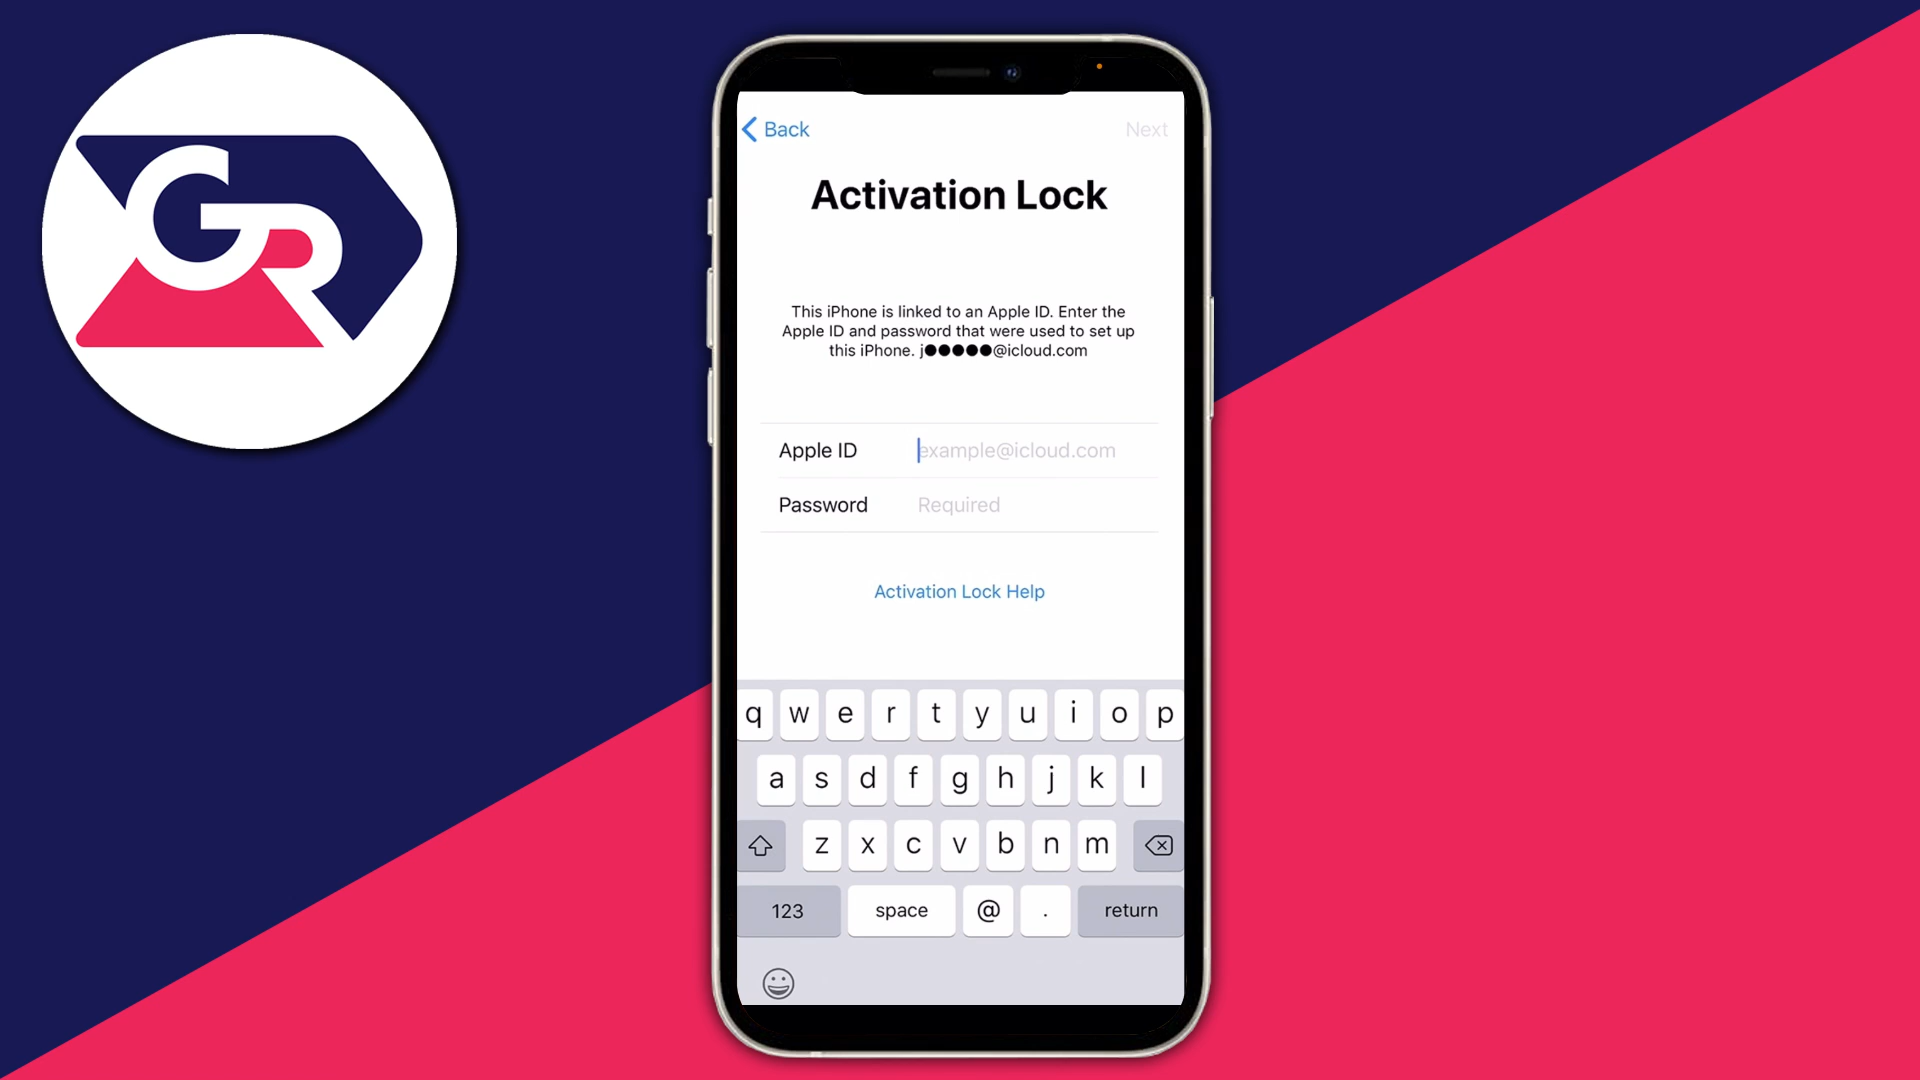 GR
Back
Next
Activation Lock
This iPhone is linked to an Apple ID. Enter the
Apple ID and password that were used to set up
this iPhone. j●●●●●@icloud.com
Apple ID example@icloud.com
Password Required
Activation Lock Help
q w e r t y u i o p
a s d f g h j k l
z x c v b n m
123 space @ . return